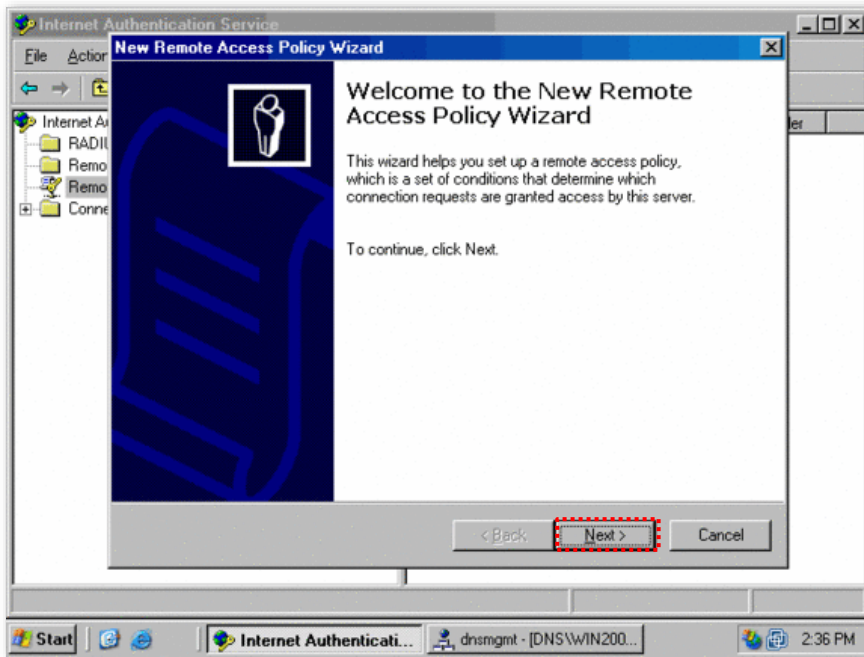 Internet Authentication Service
File Action
New Remote Access Policy Wizard
Internet Au
RADIU
Remo
Remo
Conne
ler
Welcome to the New Remote
Access Policy Wizard
This wizard helps you set up a remote access policy,
which is a set of conditions that determine which
connection requests are granted access by this server.
To continue, click Next.
< Back Next > Cancel
Start Internet Authenticati... dnsmgmt - [DNS\WIN200... 2:36 PM